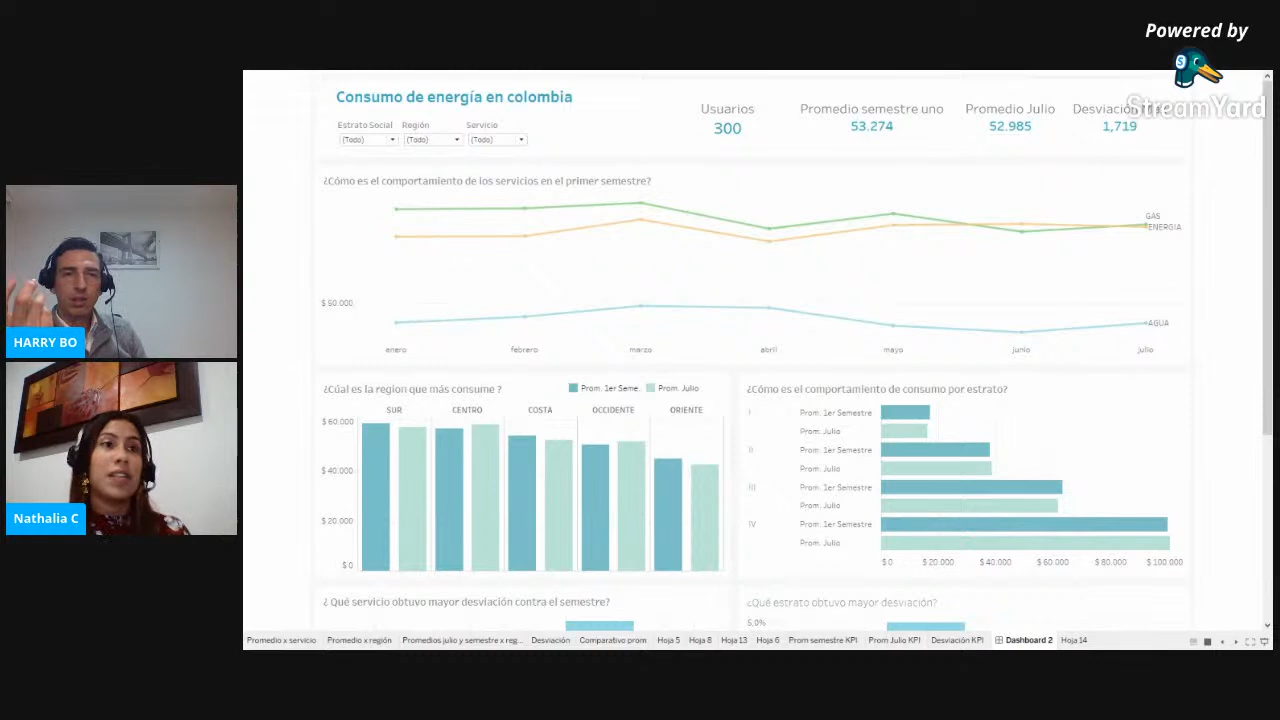 Powered by
StreamYard
Consumo de energía en colombia
Estrato Social Región Servicio
(Todo) (Todo) (Todo)
Usuarios
300
Promedio semestre uno
53.274
Promedio Julio
52.985
1,719
¿Cómo es el comportamiento de los servicios en el primer semestre?
GAS
ENERGIA
$ 50.000
AGUA
enero febrero marzo abril mayo junio julio
HARRY BO
Nathalia C
¿Cúal es la region que más consume ?
Prom. 1er Seme. Prom. Julio
SUR CENTRO COSTA OCCIDENTE ORIENTE
$ 60.000
$ 40.000
$ 20.000
$ 0
¿Cómo es el comportamiento de consumo por estrato?
I Prom. 1er Semestre
Prom. Julio
II Prom. 1er Semestre
Prom. Julio
III Prom. 1er Semestre
Prom. Julio
IV Prom. 1er Semestre
Prom. Julio
$ 0 $ 20.000 $ 40.000 $ 60.000 $ 80.000 $ 100.000
¿ Qué servicio obtuvo mayor desviación contra el semestre?
¿Qué estrato obtuvo mayor desviación?
5,0%
Promedio x servicio Promedio x región Promedios julio y semestre x reg... Desviación Comparativo prom Hoja 5 Hoja 8 Hoja 13 Hoja 6 Prom semestre KPI Prom Julio KPI Desviación KPI Dashboard 2 Hoja 14